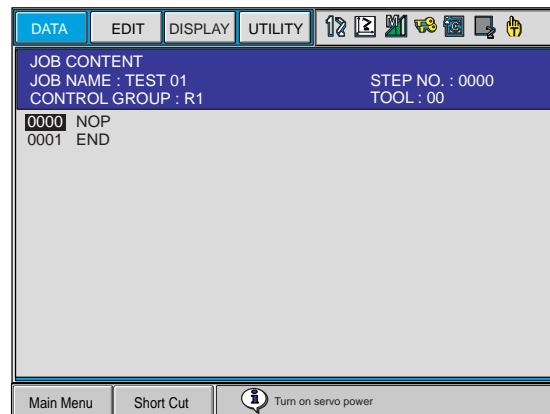 DATA EDIT DISPLAY UTILITY
JOB CONTENT
JOB NAME : TEST 01 STEP NO. : 0000
CONTROL GROUP : R1 TOOL : 00
0000 NOP
0001 END
Main Menu Short Cut Turn on servo power